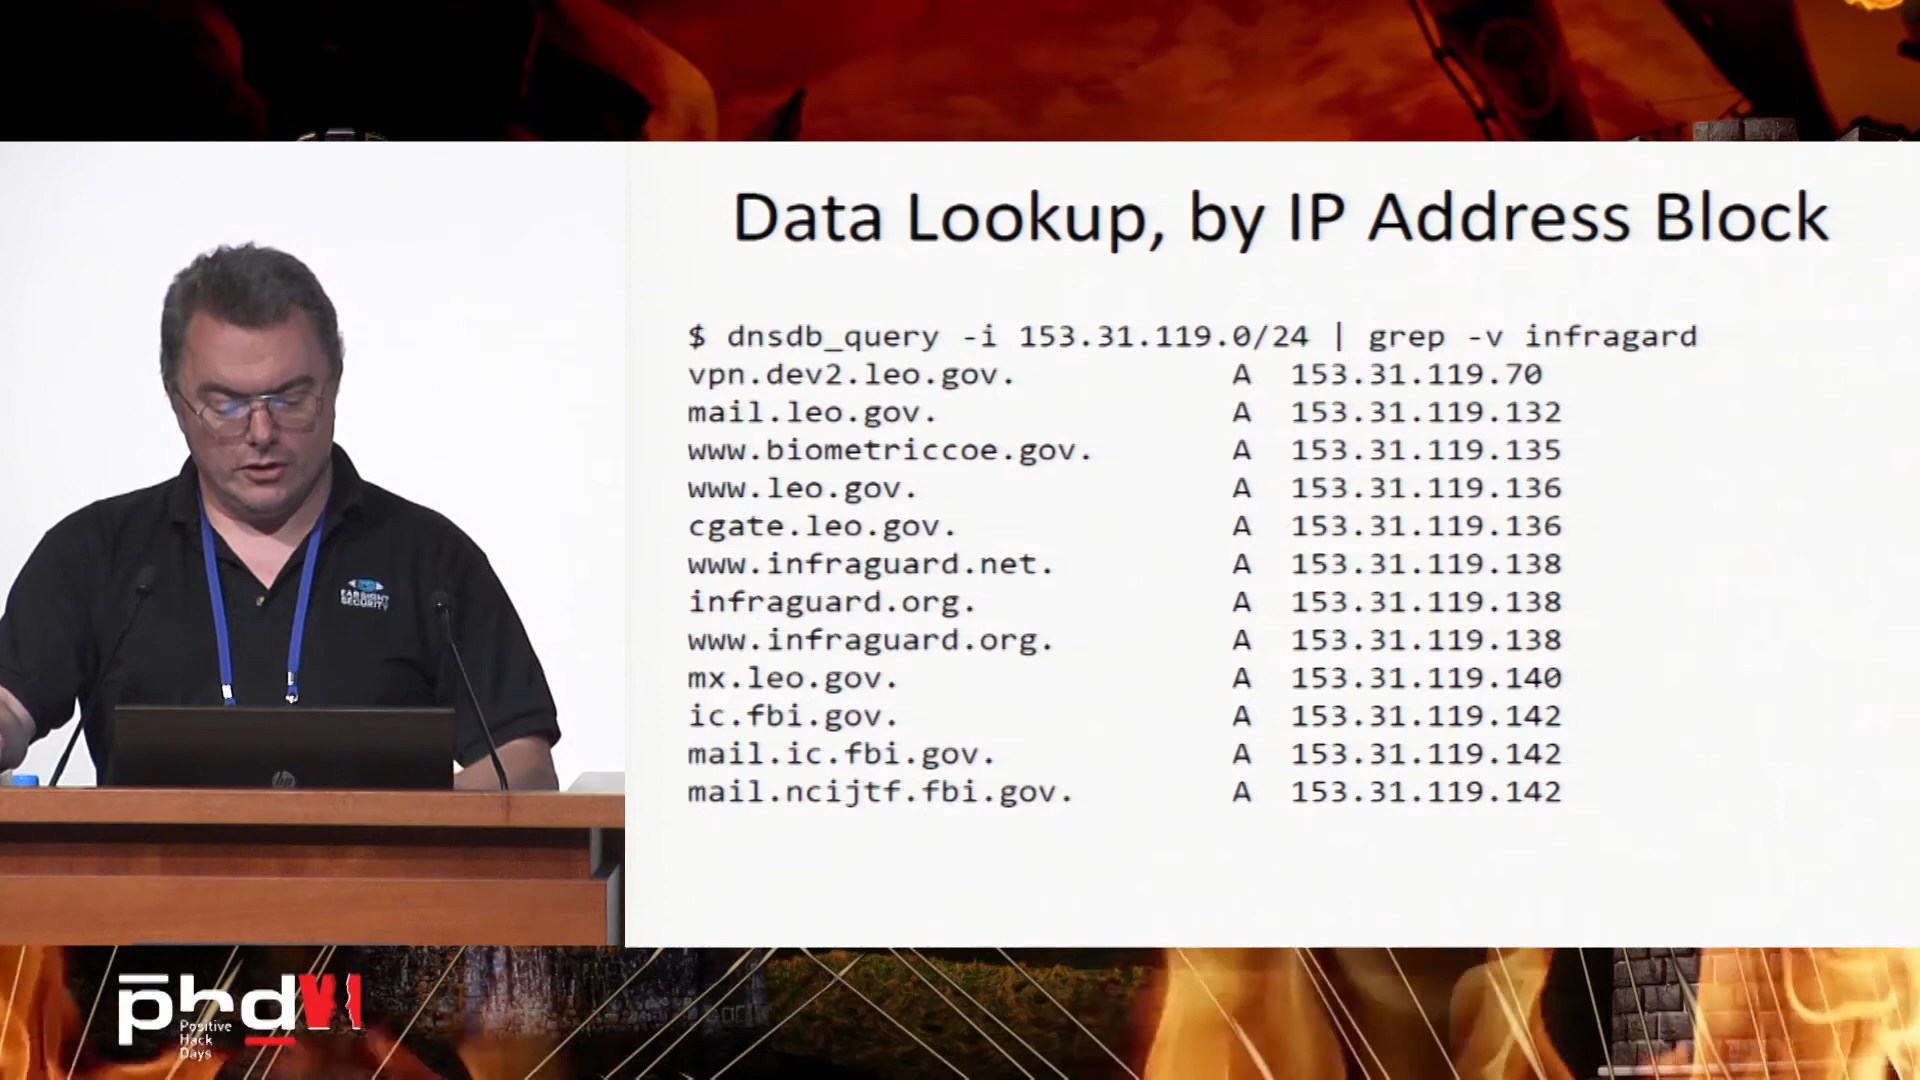 Data Lookup, by IP Address Block
$ dnsdb_query -i 153.31.119.0/24 | grep -v infragard
vpn.dev2.leo.gov. A 153.31.119.70
mail.leo.gov. A 153.31.119.132
www.biometriccoe.gov. A 153.31.119.135
www.leo.gov. A 153.31.119.136
cgate.leo.gov. A 153.31.119.136
www.infraguard.net. A 153.31.119.138
infraguard.org. A 153.31.119.138
www.infraguard.org. A 153.31.119.138
mx.leo.gov. A 153.31.119.140
ic.fbi.gov. A 153.31.119.142
mail.ic.fbi.gov. A 153.31.119.142
mail.ncijtf.fbi.gov. A 153.31.119.142
FARSIGHT
SECURITY
hp
phdVI
Positive
Hack
Days